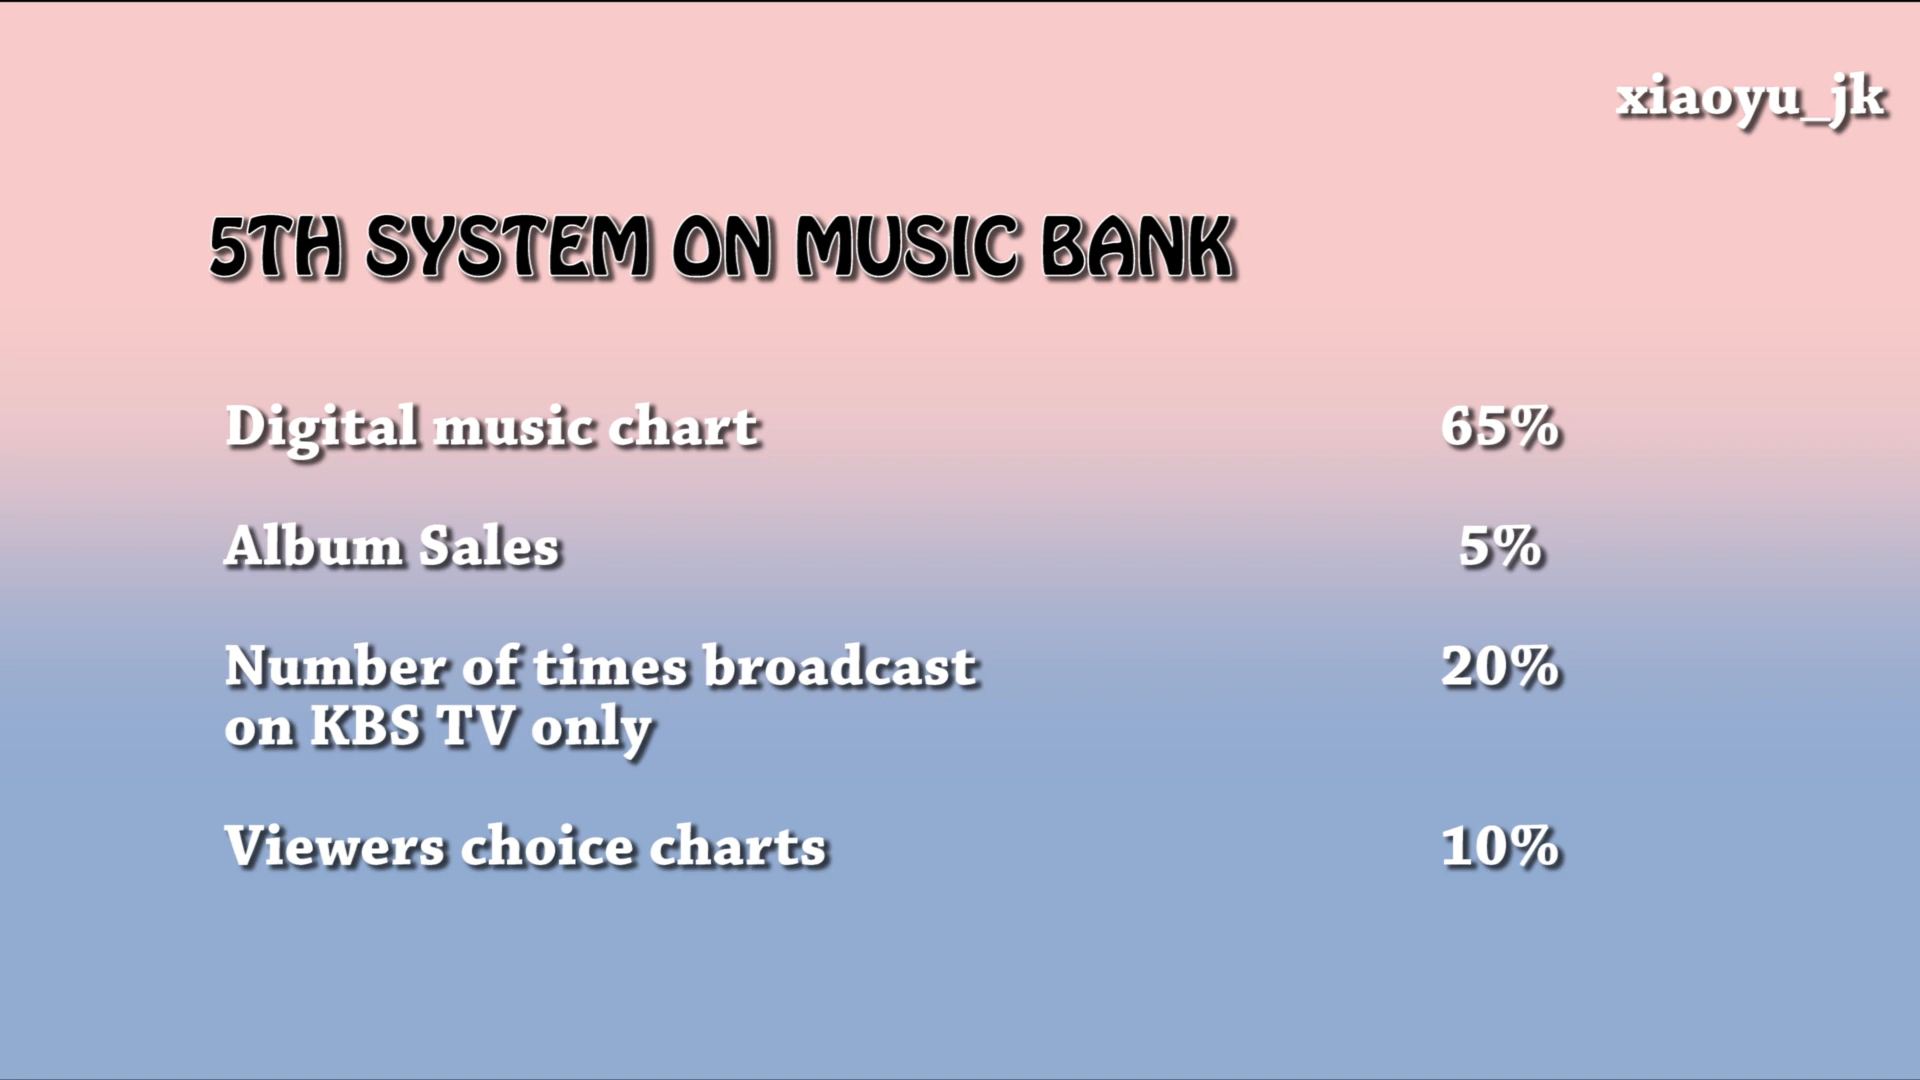 xiaoyu_jk
5TH SYSTEM ON MUSIC BANK
Digital music chart 65%
Album Sales 5%
Number of times broadcast 20%
on KBS TV only
Viewers choice charts 10%